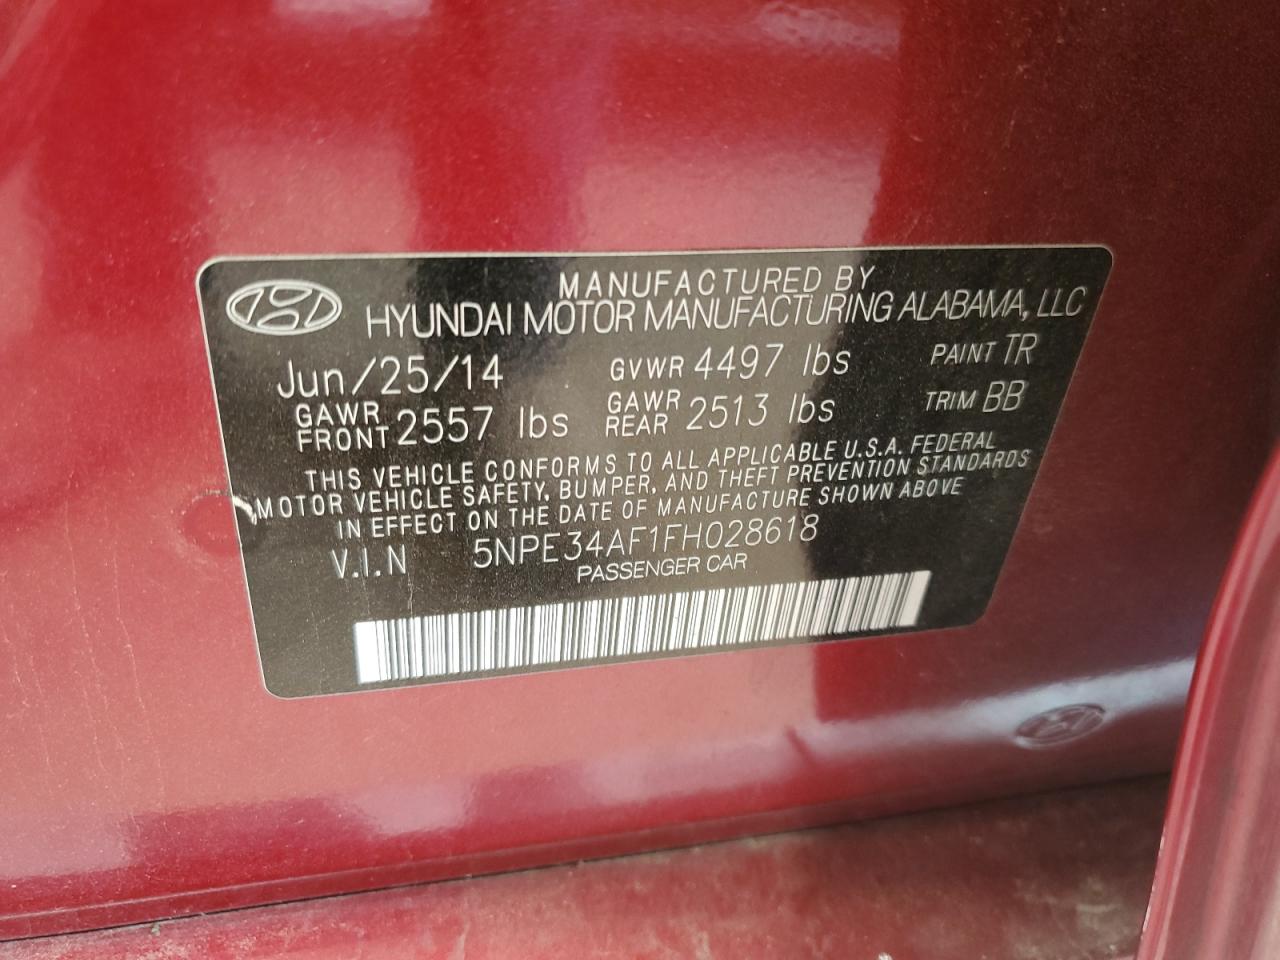 MANUFACTURED BY
HYUNDAI MOTOR MANUFACTURING ALABAMA, LLC
Jun/25/14 GVWR 4497 lbs PAINT TR
GAWR FRONT 2557 lbs GAWR REAR 2513 lbs TRIM BB
THIS VEHICLE CONFORMS TO ALL APPLICABLE U.S.A. FEDERAL
MOTOR VEHICLE SAFETY, BUMPER, AND THEFT PREVENTION STANDARDS
IN EFFECT ON THE DATE OF MANUFACTURE SHOWN ABOVE
V.I.N 5NPE34AF1FH028618
PASSENGER CAR